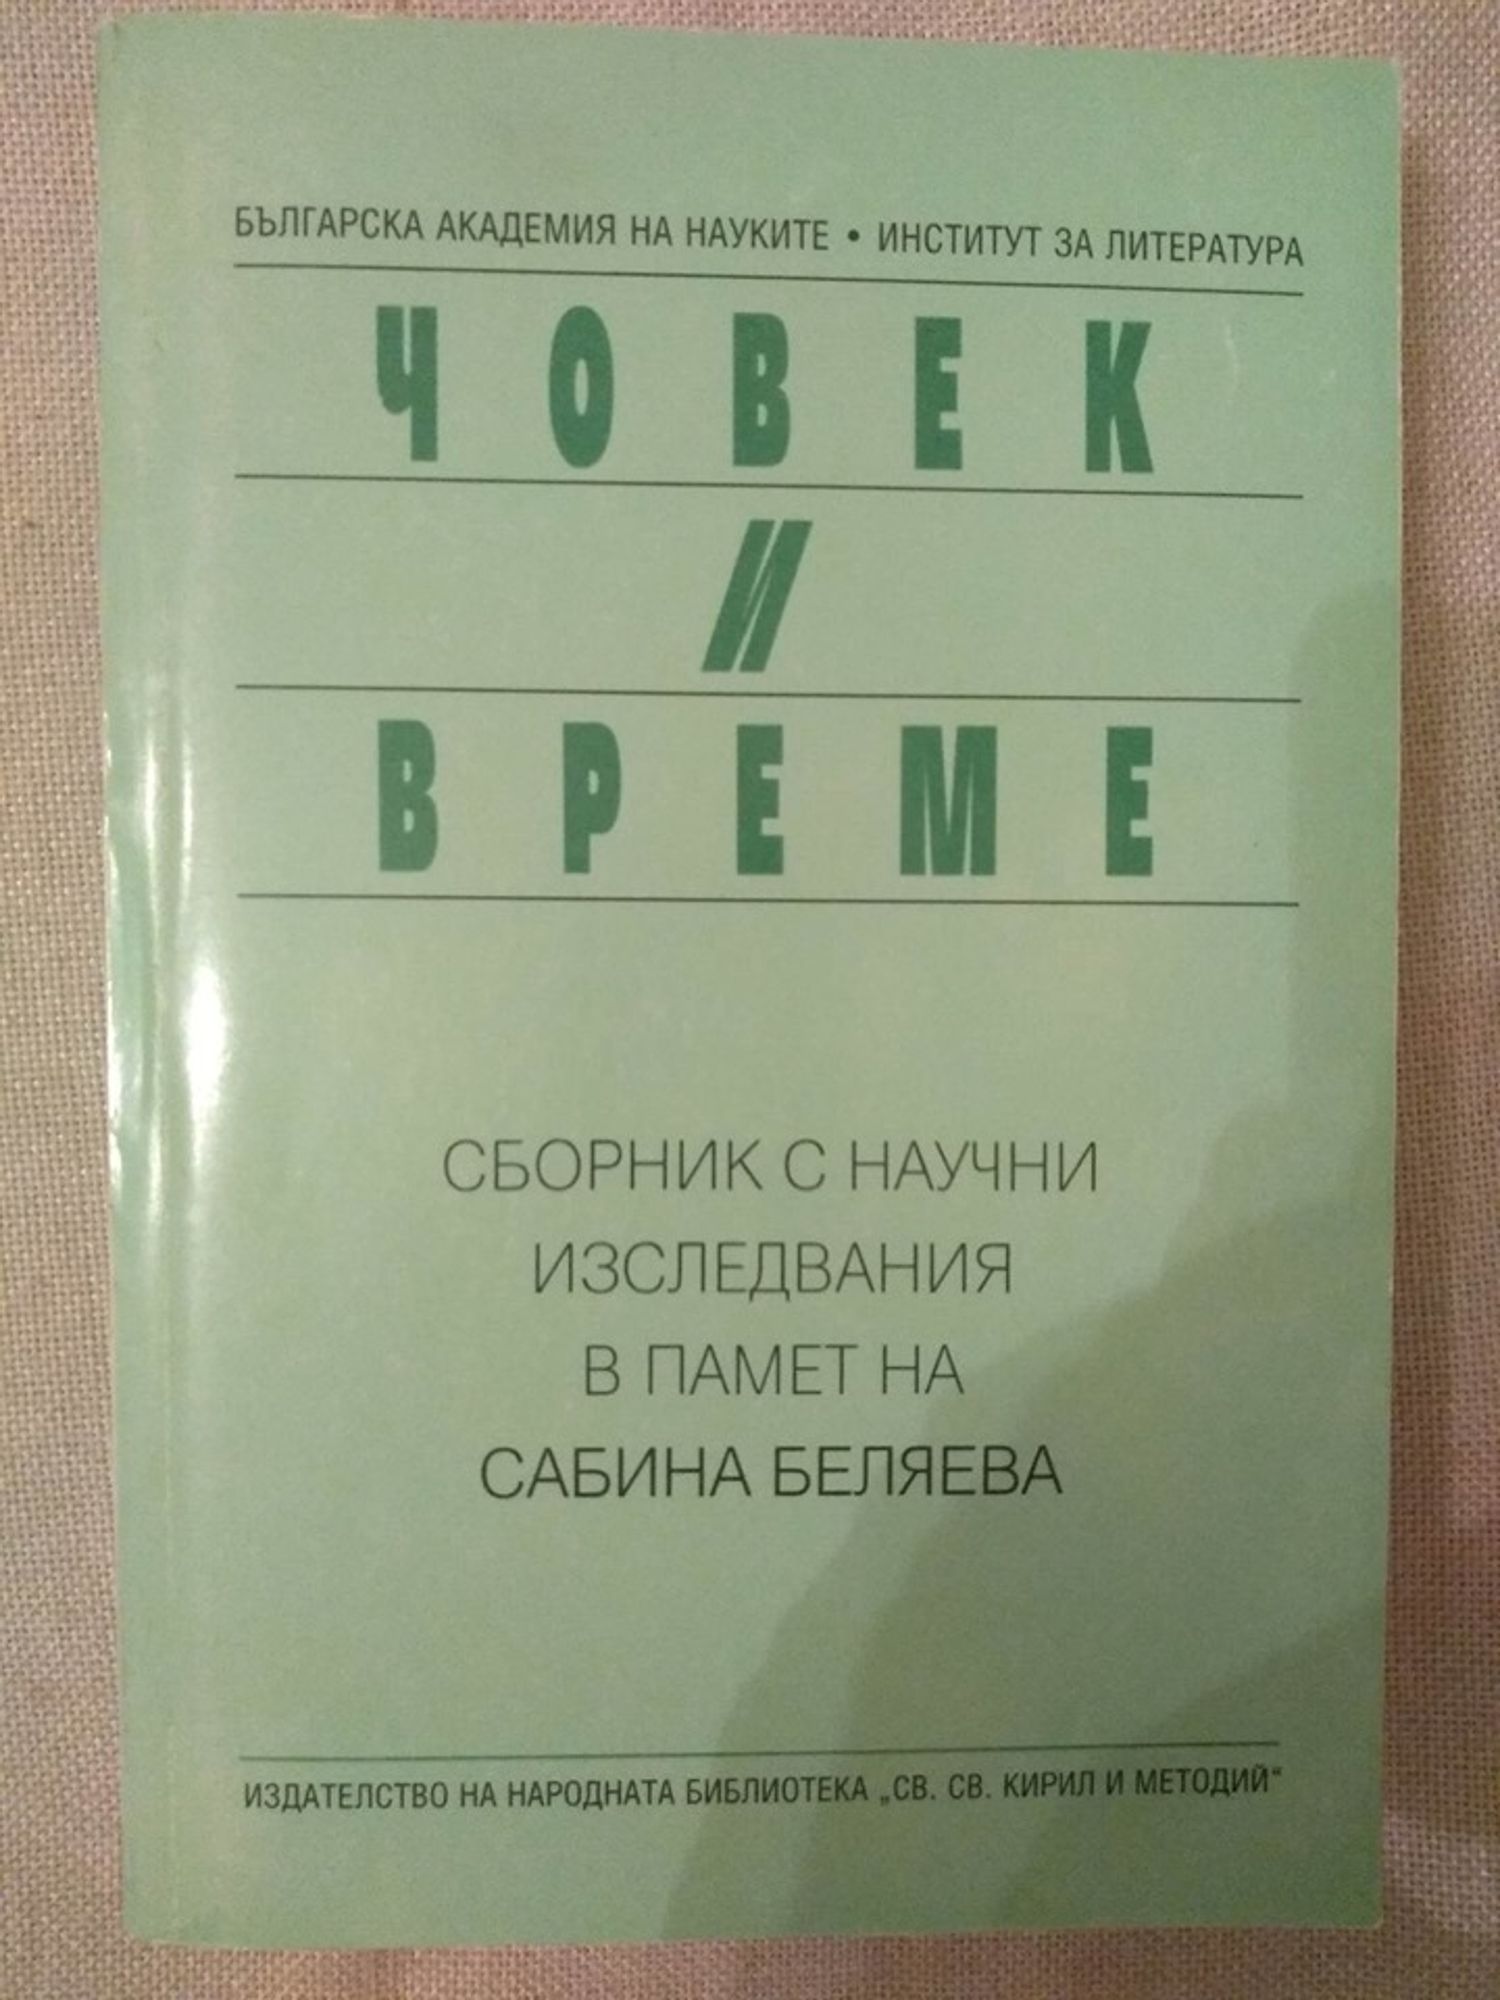 БЪЛГАРСКА АКАДЕМИЯ НА НАУКИТЕ • ИНСТИТУТ ЗА ЛИТЕРАТУРА
ЧОВЕК
И
ВРЕМЕ
СБОРНИК С НАУЧНИ
ИЗСЛЕДВАНИЯ
В ПАМЕТ НА
САБИНА БЕЛЯЕВА
ИЗДАТЕЛСТВО НА НАРОДНАТА БИБЛИОТЕКА „СВ. СВ. КИРИЛ И МЕТОДИЙ“